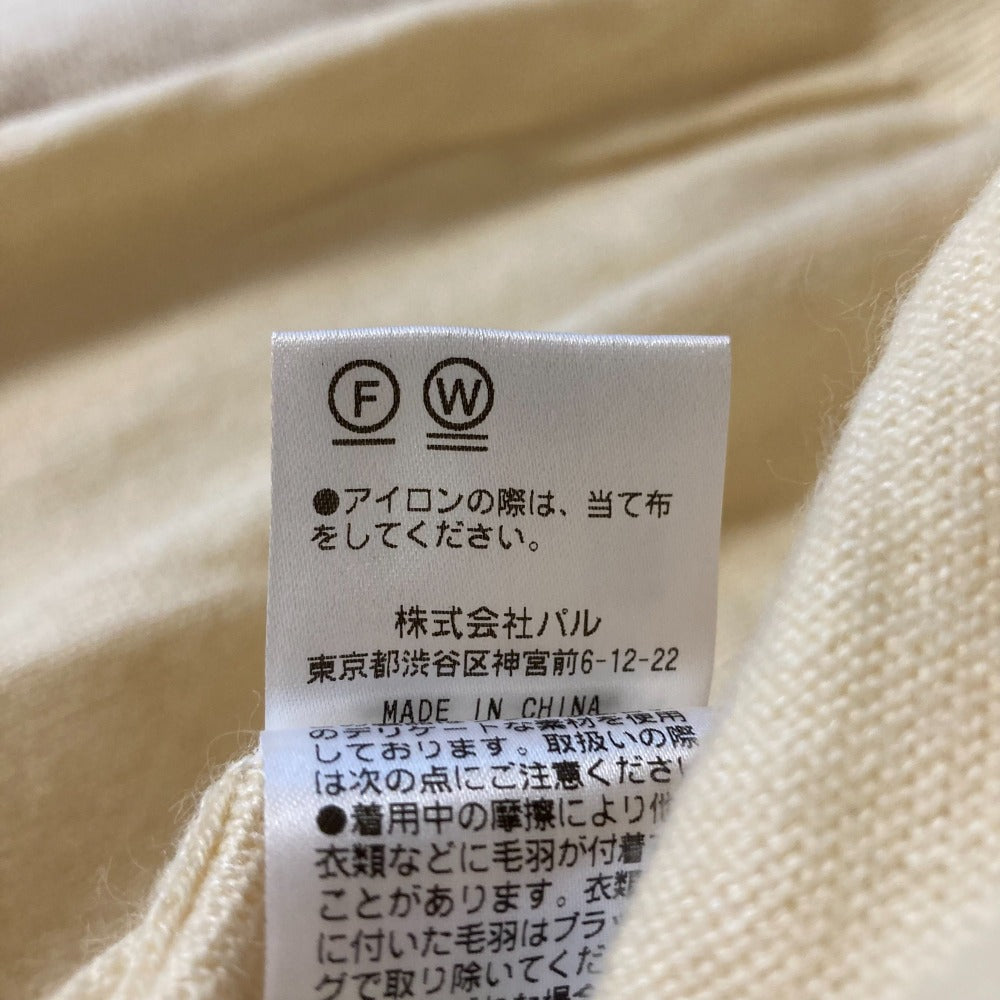 F W
●アイロンの際は、当て布
をしてください。
株式会社パル
東京都渋谷区神宮前6-12-22
MADE IN CHINA
のデリケートな素材を使用
しております。取扱いの際
は次の点にご注意ください
●着用中の摩擦により他
衣類などに毛羽が付着
ことがあります。衣類
に付いた毛羽はブラッ
グで取り除いてくだ